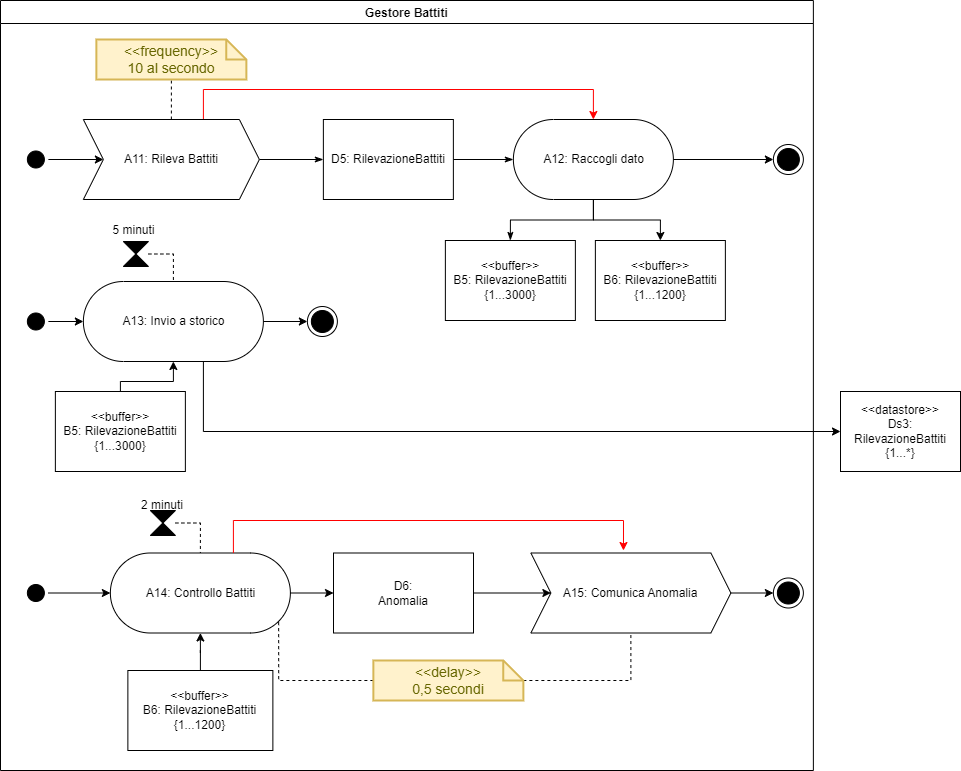 Gestore Battiti
<<frequency>>
10 al secondo
A11: Rileva Battiti
D5: RilevazioneBattiti
A12: Raccogli dato
5 minuti
<<buffer>>
B5: RilevazioneBattiti
{1...3000}
<<buffer>>
B6: RilevazioneBattiti
{1...1200}
A13: Invio a storico
<<buffer>>
B5: RilevazioneBattiti
{1...3000}
<<datastore>>
Ds3:
RilevazioneBattiti
{1...*}
2 minuti
A14: Controllo Battiti
D6:
Anomalia
A15: Comunica Anomalia
<<delay>>
0,5 secondi
<<buffer>>
B6: RilevazioneBattiti
{1...1200}